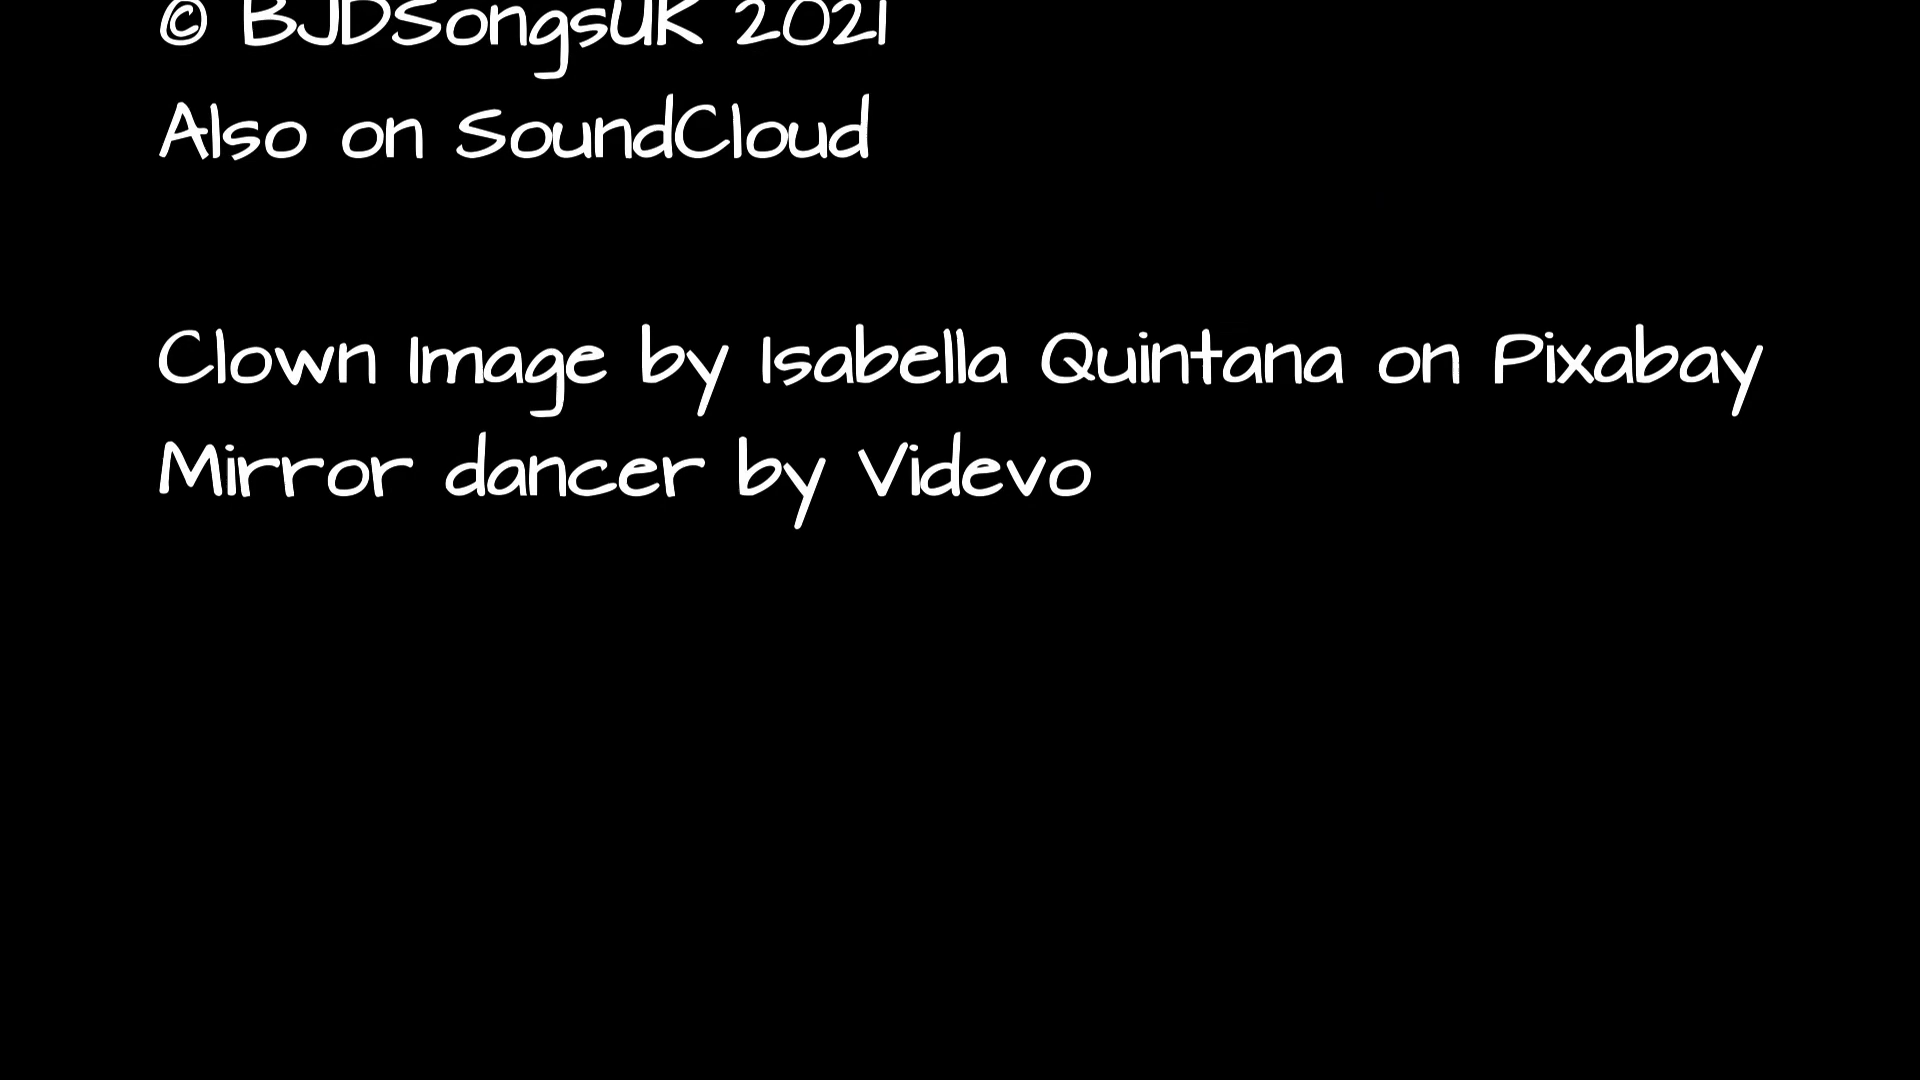 © BJDSongsUK 2021
Also on SoundCloud
Clown Image by Isabella Quintana on Pixabay
Mirror dancer by Videvo